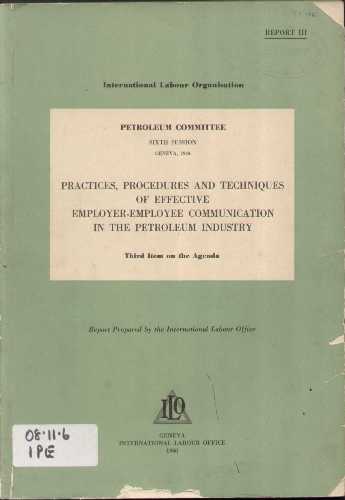 REPORT III
International Labour Organisation
PETROLEUM COMMITTEE
SIXTH SESSION
GENEVA, 1960
PRACTICES, PROCEDURES AND TECHNIQUES
OF EFFECTIVE
EMPLOYER-EMPLOYEE COMMUNICATION
IN THE PETROLEUM INDUSTRY
Third Item on the Agenda
Report Prepared by the International Labour Office
ILO
GENEVA
INTERNATIONAL LABOUR OFFICE
1960
08·11·6
IPE